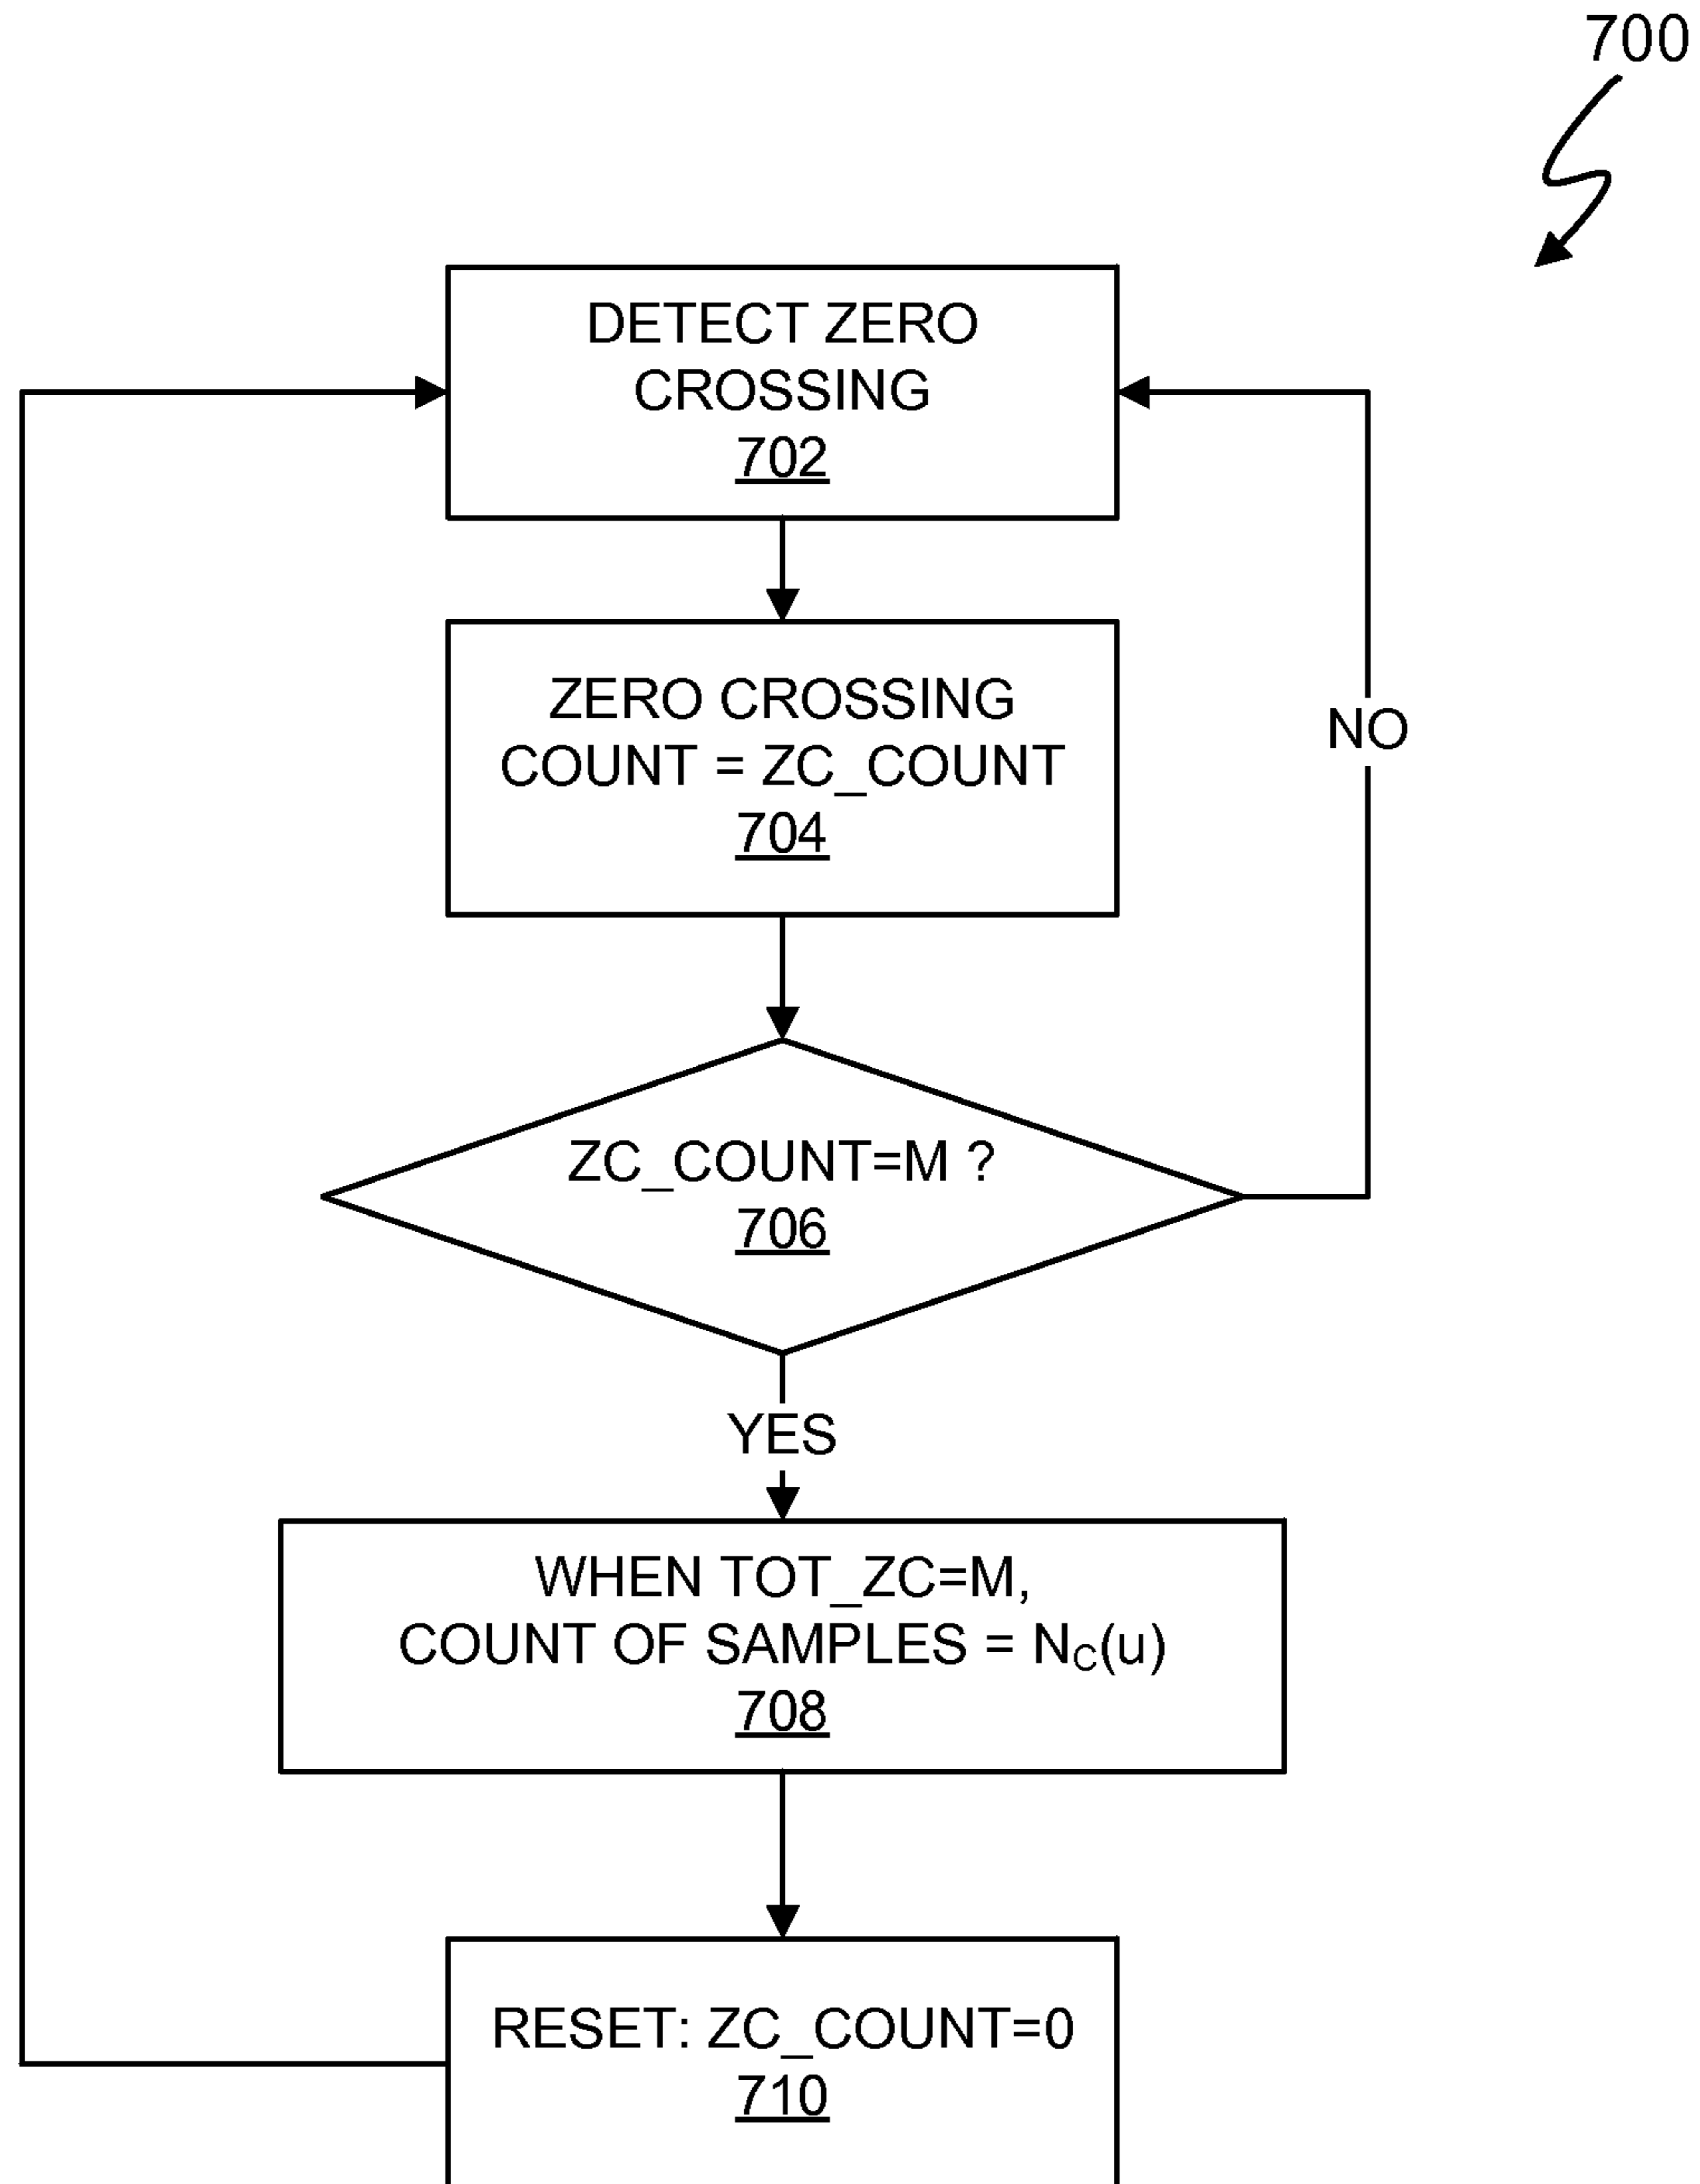 700
DETECT ZERO
CROSSING
702
ZERO CROSSING
COUNT = ZC_COUNT
704
NO
ZC_COUNT=M ?
706
YES
WHEN TOT_ZC=M,
COUNT OF SAMPLES = N_C(u)
708
RESET: ZC_COUNT=0
710